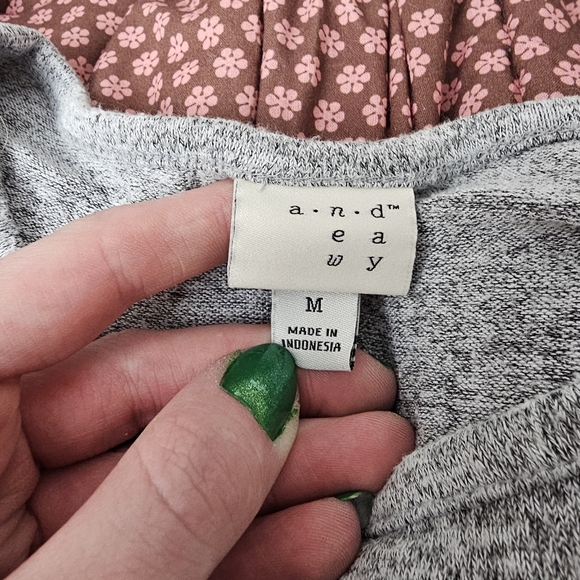 a · n · d™
e a
w y
M
MADE IN
INDONESIA